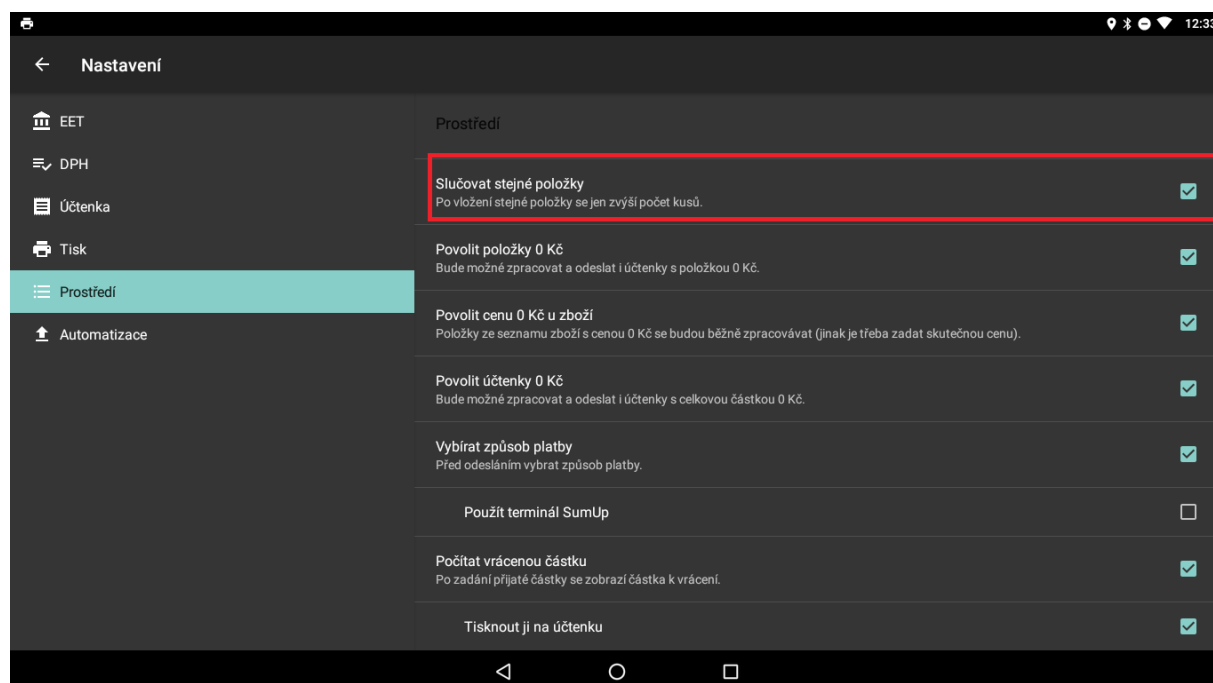 12:33
Nastavení
EET
DPH
Účtenka
Tisk
Prostředí
Automatizace
Prostředí
Slučovat stejné položky
Po vložení stejné položky se jen zvýší počet kusů.
Povolit položky 0 Kč
Bude možné zpracovat a odeslat i účtenky s položkou 0 Kč.
Povolit cenu 0 Kč u zboží
Položky ze seznamu zboží s cenou 0 Kč se budou běžně zpracovávat (jinak je třeba zadat skutečnou cenu).
Povolit účtenky 0 Kč
Bude možné zpracovat a odeslat i účtenky s celkovou částkou 0 Kč.
Vybírat způsob platby
Před odesláním vybrat způsob platby.
Použít terminál SumUp
Počítat vrácenou částku
Po zadání přijaté částky se zobrazí částka k vrácení.
Tisknout ji na účtenku